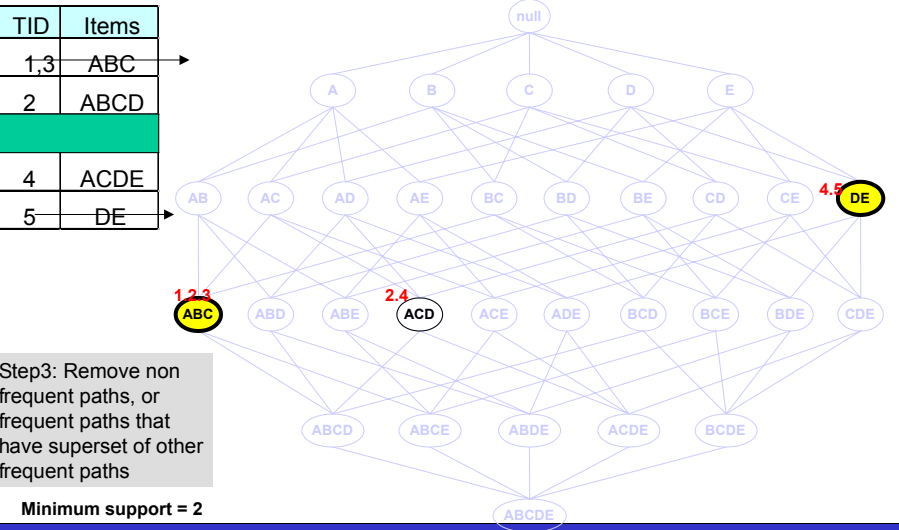 TID Items
1,3 ABC
2 ABCD
4 ACDE
5 DE
null
A B C D E
AB AC AD AE BC BD BE CD CE 4.5 DE
1.2.3 2.4
ABC ABD ABE ACD ACE ADE BCD BCE BDE CDE
ABCD ABCE ABDE ACDE BCDE
ABCDE
Step3: Remove non
frequent paths, or
frequent paths that
have superset of other
frequent paths
Minimum support = 2